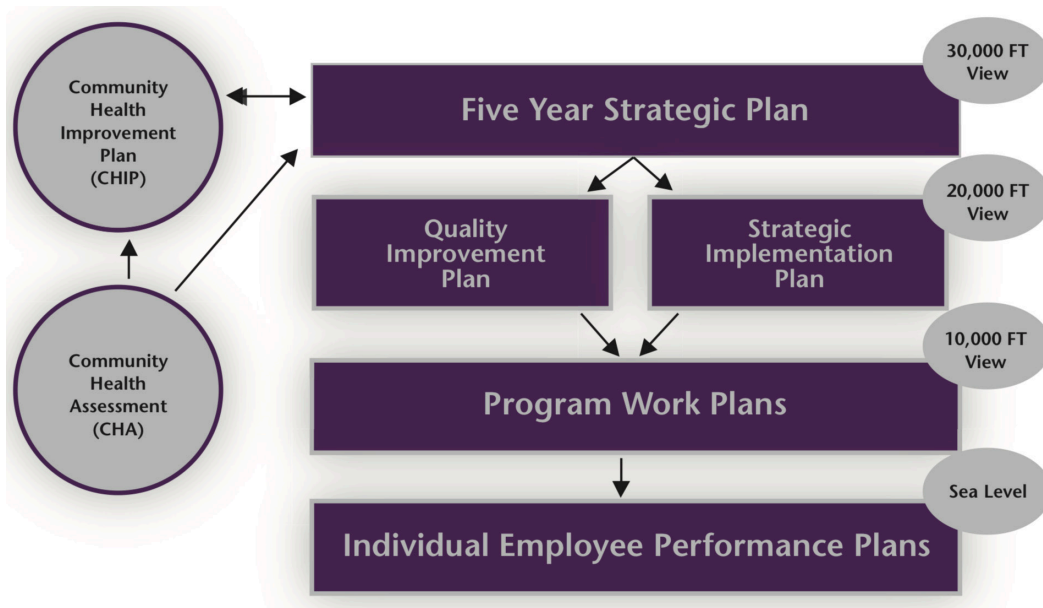 Community
Health
Improvement
Plan
(CHIP)
30,000 FT
View
Five Year Strategic Plan
20,000 FT
View
Quality
Improvement
Plan
Strategic
Implementation
Plan
Community
Health
Assessment
(CHA)
10,000 FT
View
Program Work Plans
Sea Level
Individual Employee Performance Plans